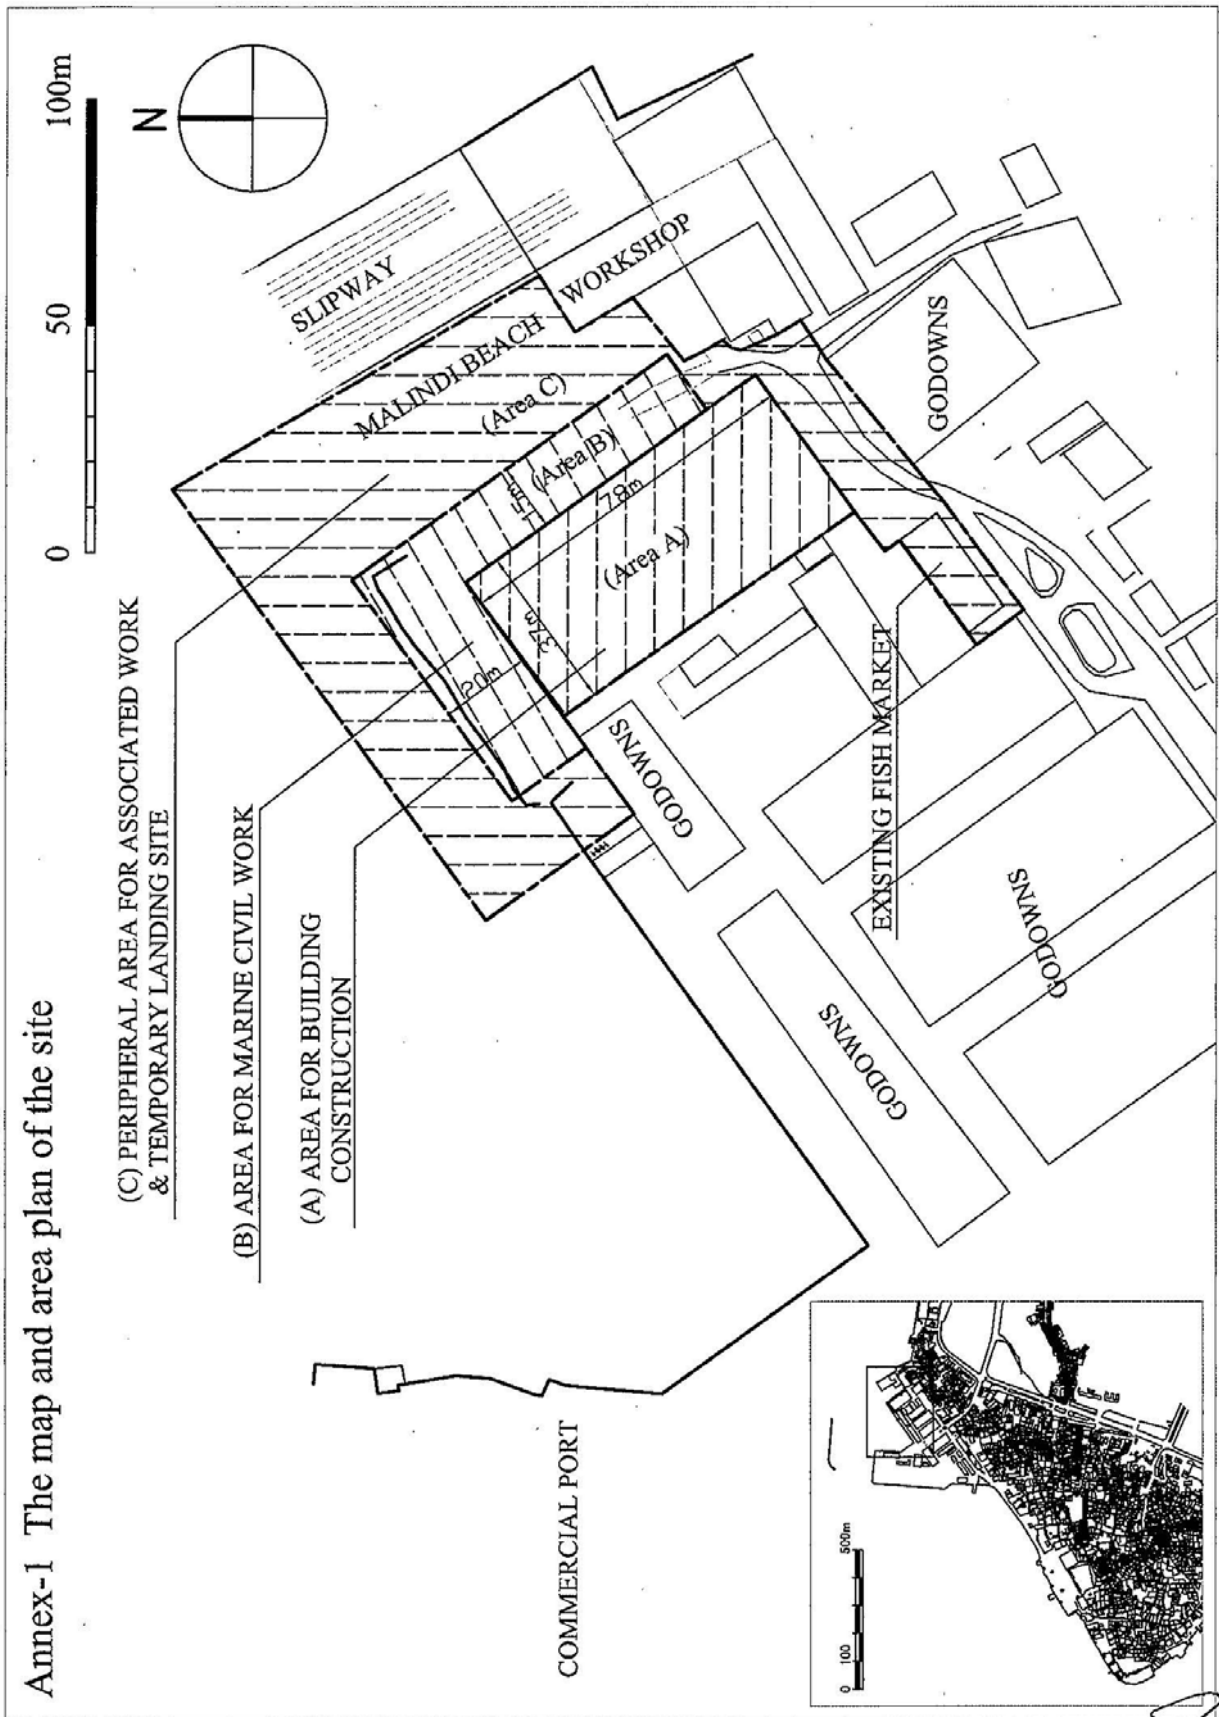 Annex-1 The map and area plan of the site
0 50 100m
N
(C) PERIPHERAL AREA FOR ASSOCIATED WORK
& TEMPORARY LANDING SITE
(B) AREA FOR MARINE CIVIL WORK
(A) AREA FOR BUILDING
CONSTRUCTION
SLIPWAY
MALINDI BEACH
(Area C)
WORKSHOP
(Area B)
78m
(Area A)
37m
20m
GODOWNS
GODOWNS
EXISTING FISH MARKET
GODOWNS
GODOWNS
COMMERCIAL PORT
0 100 500m